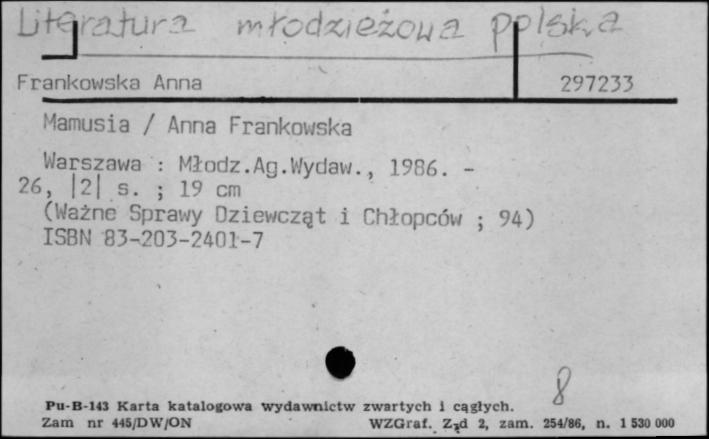 Literatura młodzieżowa polska
Frankowska Anna 297233
Mamusia / Anna Frankowska
Warszawa : Młodz.Ag.Wydaw., 1986. -
26, |2| s. ; 19 cm
(Ważne Sprawy Dziewcząt i Chłopców ; 94)
ISBN 83-203-2401-7
8
Pu-B-143 Karta katalogowa wydawnictw zwartych i cągłych.
Zam nr 445/DW/ON WZGraf. Zd 2, zam. 254/86, n. 1 530 000